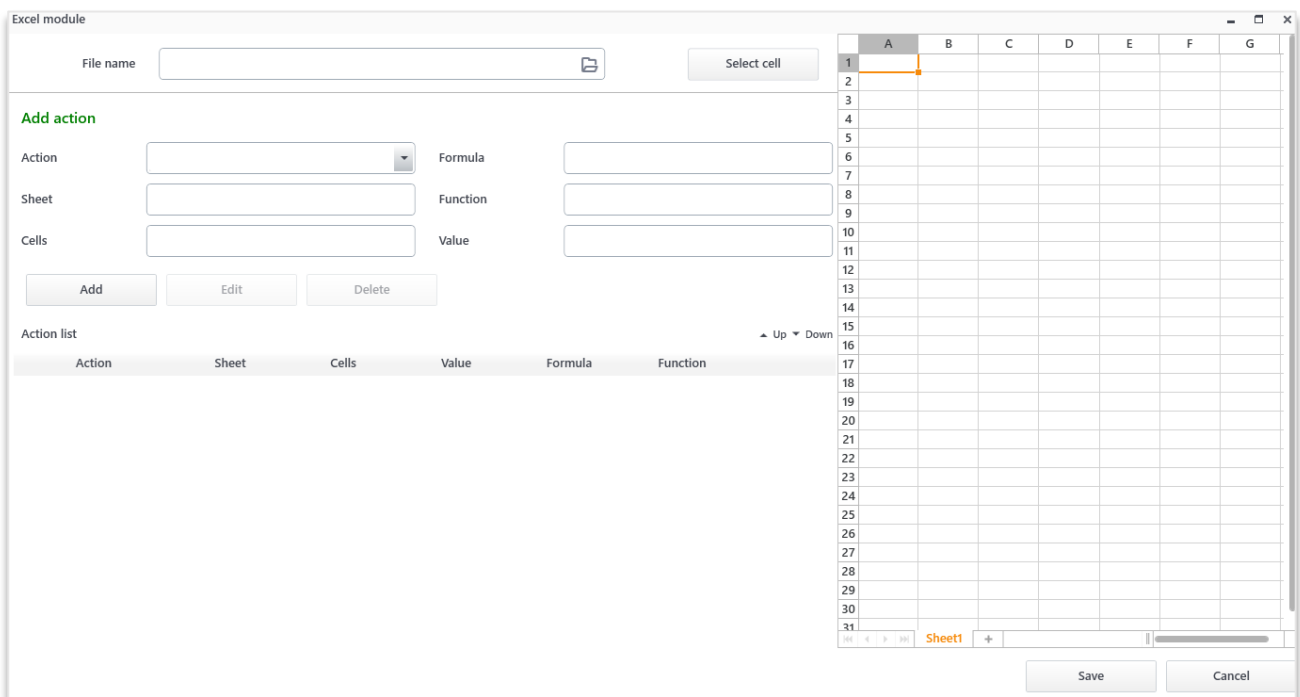 Excel module
File name
Select cell
Add action
Action
Formula
Sheet
Function
Cells
Value
Add
Edit
Delete
Action list
Up
Down
Action Sheet Cells Value Formula Function
A B C D E F G
1
2
3
4
5
6
7
8
9
10
11
12
13
14
15
16
17
18
19
20
21
22
23
24
25
26
27
28
29
30
31
Sheet1
Save
Cancel